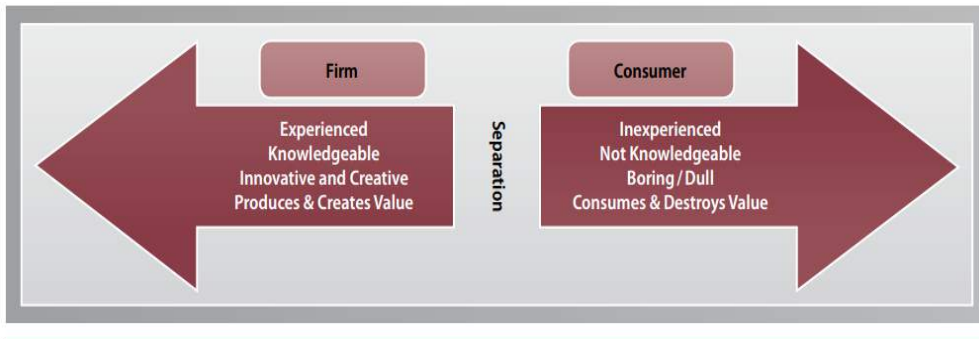 Firm
Experienced
Knowledgeable
Innovative and Creative
Produces & Creates Value
Separation
Consumer
Inexperienced
Not Knowledgeable
Boring / Dull
Consumes & Destroys Value